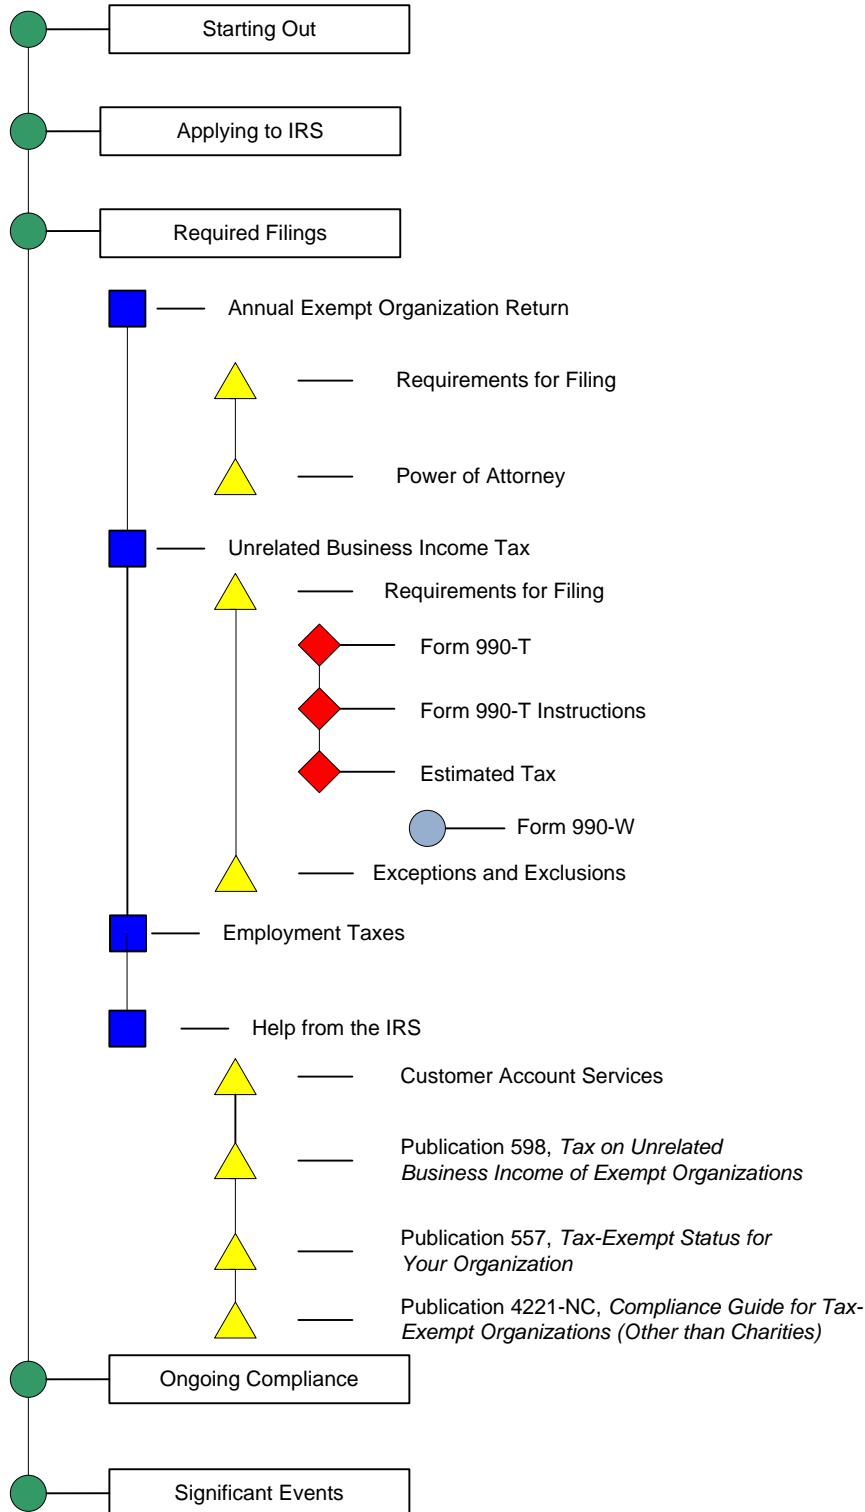 Starting Out
Applying to IRS
Required Filings
Annual Exempt Organization Return
Requirements for Filing
Power of Attorney
Unrelated Business Income Tax
Requirements for Filing
Form 990-T
Form 990-T Instructions
Estimated Tax
Form 990-W
Exceptions and Exclusions
Employment Taxes
Help from the IRS
Customer Account Services
Publication 598, Tax on Unrelated
Business Income of Exempt Organizations
Publication 557, Tax-Exempt Status for
Your Organization
Publication 4221-NC, Compliance Guide for Tax-
Exempt Organizations (Other than Charities)
Ongoing Compliance
Significant Events